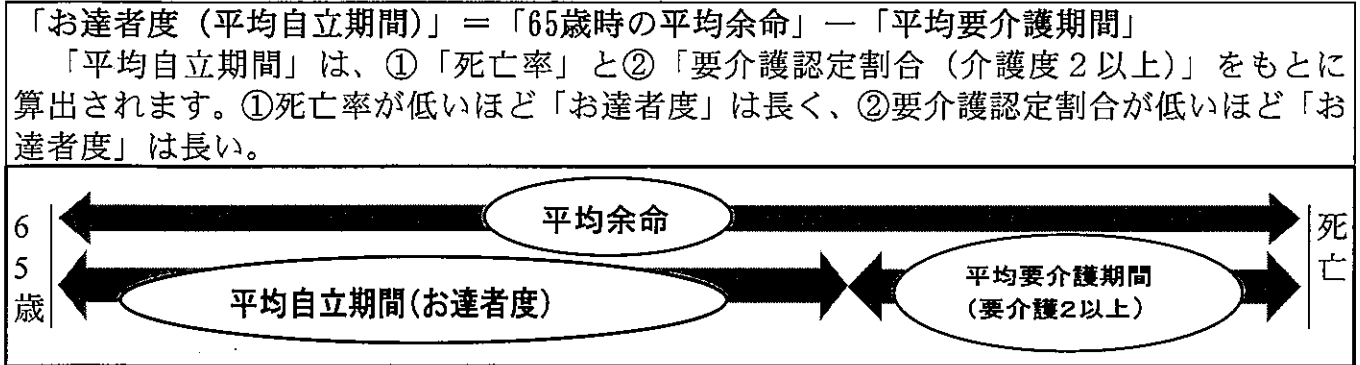 「お達者度（平均自立期間）」＝「65歳時の平均余命」―「平均要介護期間」
「平均自立期間」は、①「死亡率」と②「要介護認定割合（介護度２以上）」をもとに
算出されます。①死亡率が低いほど「お達者度」は長く、②要介護認定割合が低いほど「お
達者度」は長い。
65歳
平均余命
死亡
平均自立期間(お達者度)
平均要介護期間
(要介護2以上)